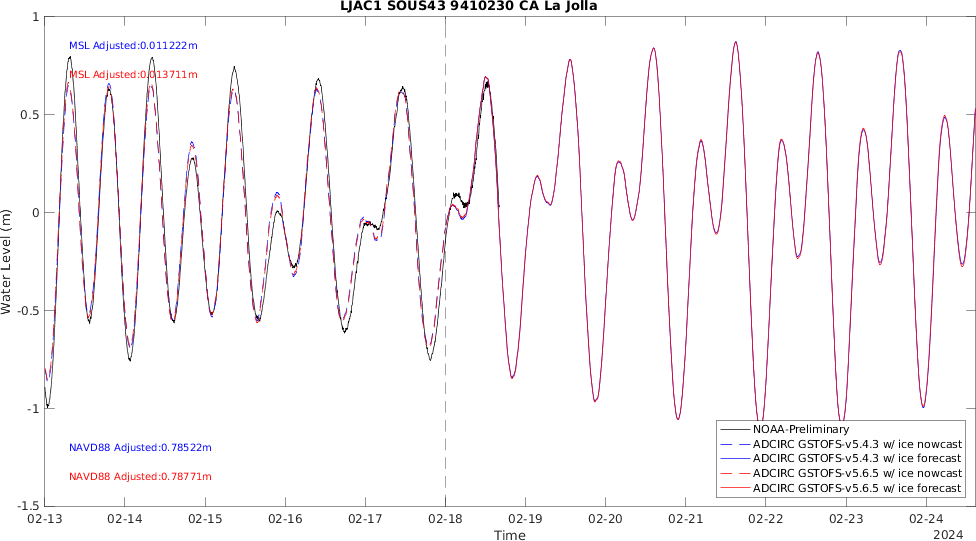 LJAC1 SOUS43 9410230 CA La Jolla
1
MSL Adjusted:0.011222m
MSL Adjusted:0.013711m
0.5
0
-0.5
-1
-1.5
Water Level (m)
NAVD88 Adjusted:0.78522m
NAVD88 Adjusted:0.78771m
NOAA-Preliminary
ADCIRC GSTOFS-v5.4.3 w/ ice nowcast
ADCIRC GSTOFS-v5.4.3 w/ ice forecast
ADCIRC GSTOFS-v5.6.5 w/ ice nowcast
ADCIRC GSTOFS-v5.6.5 w/ ice forecast
02-13 02-14 02-15 02-16 02-17 02-18 02-19 02-20 02-21 02-22 02-23 02-24
Time
2024